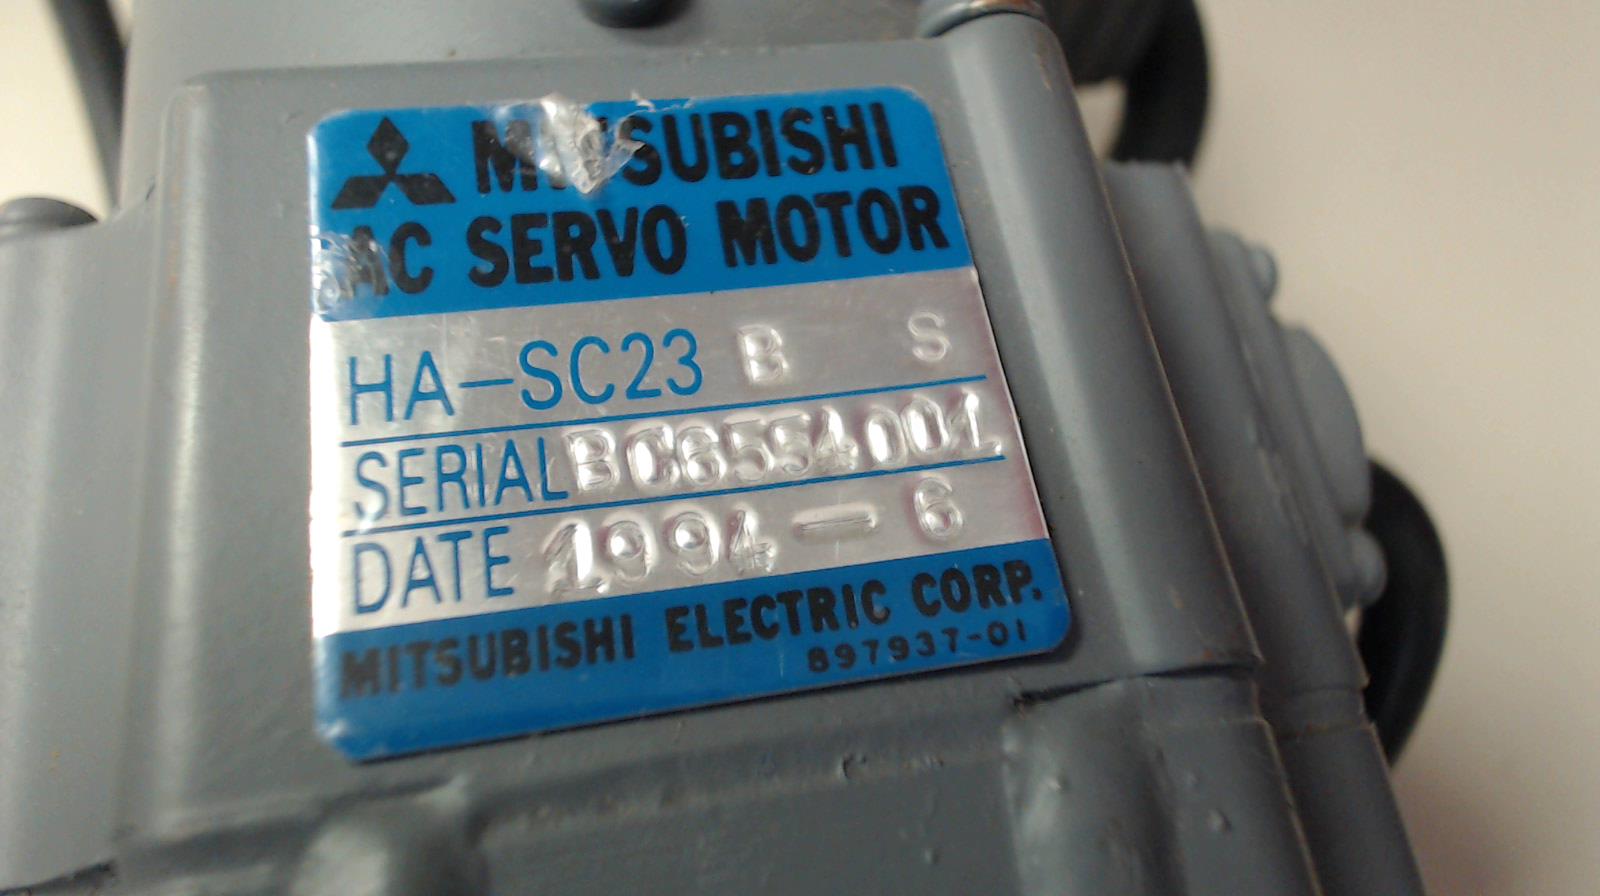 MITSUBISHI
AC SERVO MOTOR
HA-SC23 B S
SERIAL BC6554001
DATE 1994-6
MITSUBISHI ELECTRIC CORP.
897937-01